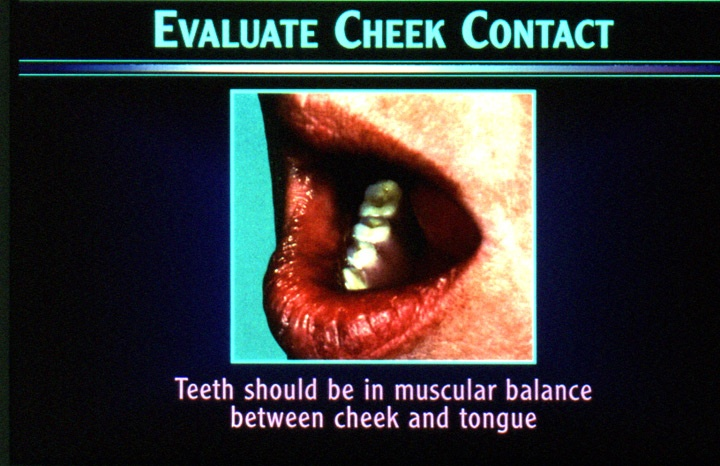 EVALUATE CHEEK CONTACT
Teeth should be in muscular balance
between cheek and tongue